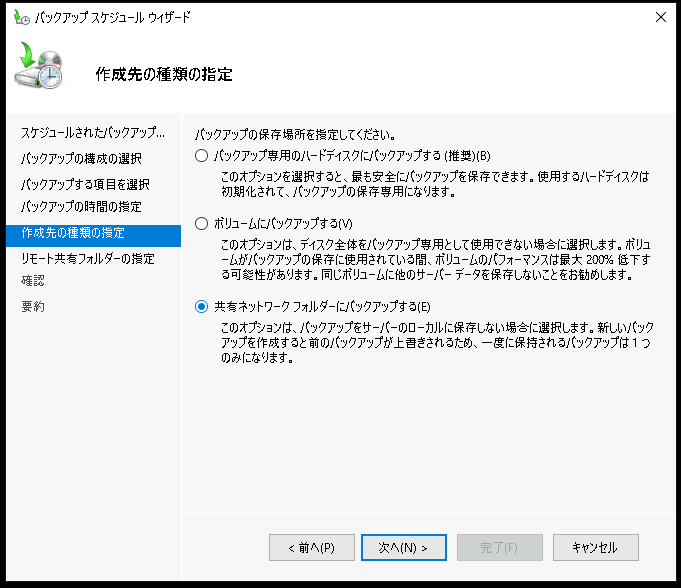 バックアップ スケジュール ウィザード
作成先の種類の指定
スケジュールされたバックアップ...
バックアップの構成の選択
バックアップする項目を選択
バックアップの時間の指定
作成先の種類の指定
リモート共有フォルダーの指定
確認
要約
バックアップの保存場所を指定してください。
バックアップ専用のハードディスクにバックアップする (推奨)(B)
このオプションを選択すると、最も安全にバックアップを保存できます。使用するハードディスクは
初期化されて、バックアップの保存専用になります。
ボリュームにバックアップする(V)
このオプションは、ディスク全体をバックアップ専用として使用できない場合に選択します。ボリュ
ームがバックアップの保存に使用されている間、ボリュームのパフォーマンスは最大 200% 低下す
る可能性があります。同じボリュームに他のサーバー データを保存しないことをお勧めします。
共有ネットワーク フォルダーにバックアップする(E)
このオプションは、バックアップをサーバーのローカルに保存しない場合に選択します。新しいバック
アップを作成すると前のバックアップが上書きされるため、一度に保持されるバックアップは 1 つ
のみになります。
< 前へ(P)
次へ(N) >
完了(F)
キャンセル